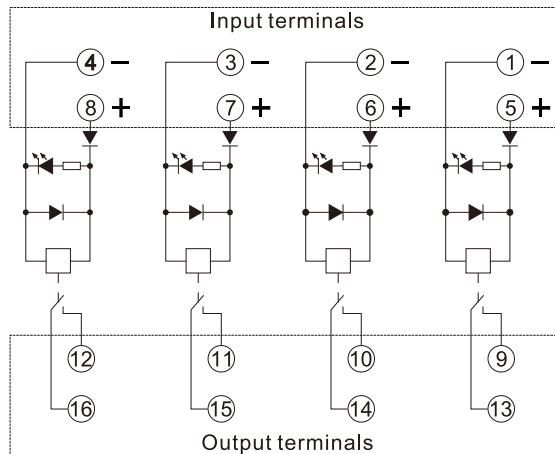 Input terminals
4 − 3 − 2 − 1 −
8 + 7 + 6 + 5 +
12 11 10 9
16 15 14 13
Output terminals